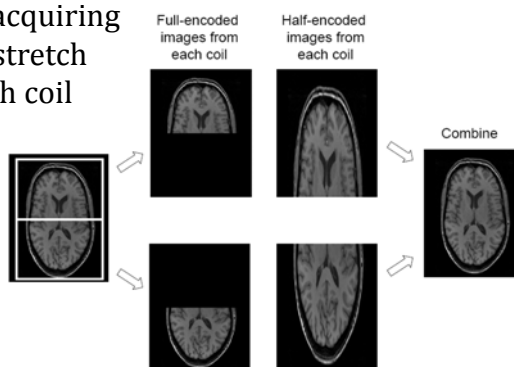 acquiring
stretch
h coil
Full-encoded
images from
each coil
Half-encoded
images from
each coil
Combine